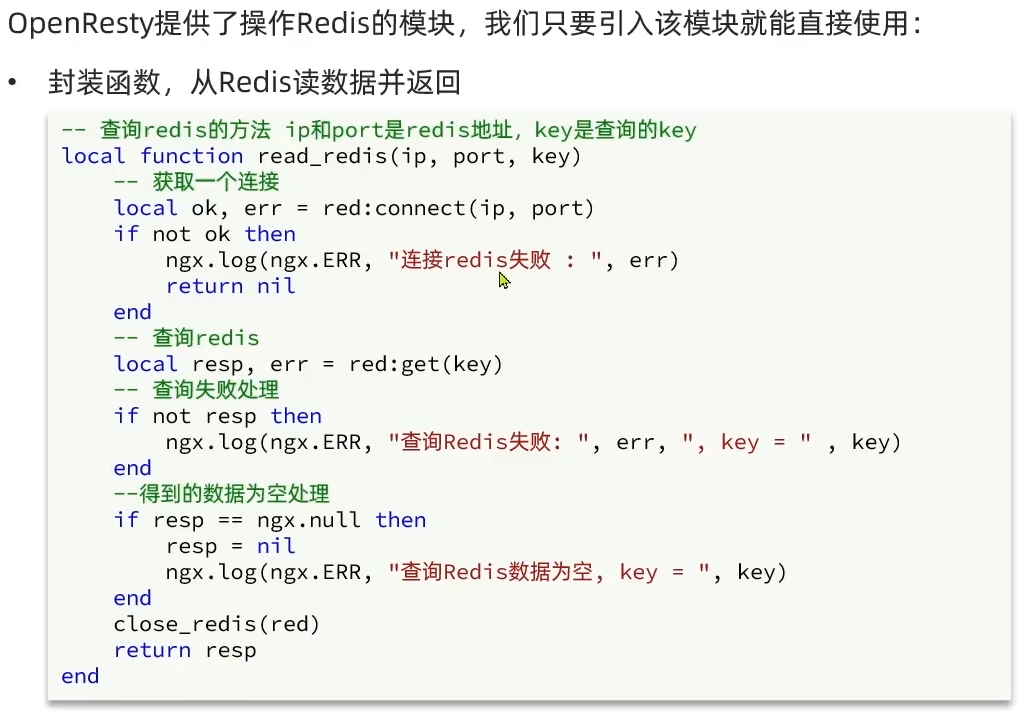 OpenResty提供了操作Redis的模块，我们只要引入该模块就能直接使用：
• 封装函数，从Redis读数据并返回
-- 查询redis的方法 ip和port是redis地址，key是查询的key
local function read_redis(ip, port, key)
    -- 获取一个连接
    local ok, err = red:connect(ip, port)
    if not ok then
        ngx.log(ngx.ERR, "连接redis失败 : ", err)
        return nil
    end
    -- 查询redis
    local resp, err = red:get(key)
    -- 查询失败处理
    if not resp then
        ngx.log(ngx.ERR, "查询Redis失败: ", err, ", key = " , key)
    end
    --得到的数据为空处理
    if resp == ngx.null then
        resp = nil
        ngx.log(ngx.ERR, "查询Redis数据为空, key = ", key)
    end
    close_redis(red)
    return resp
end